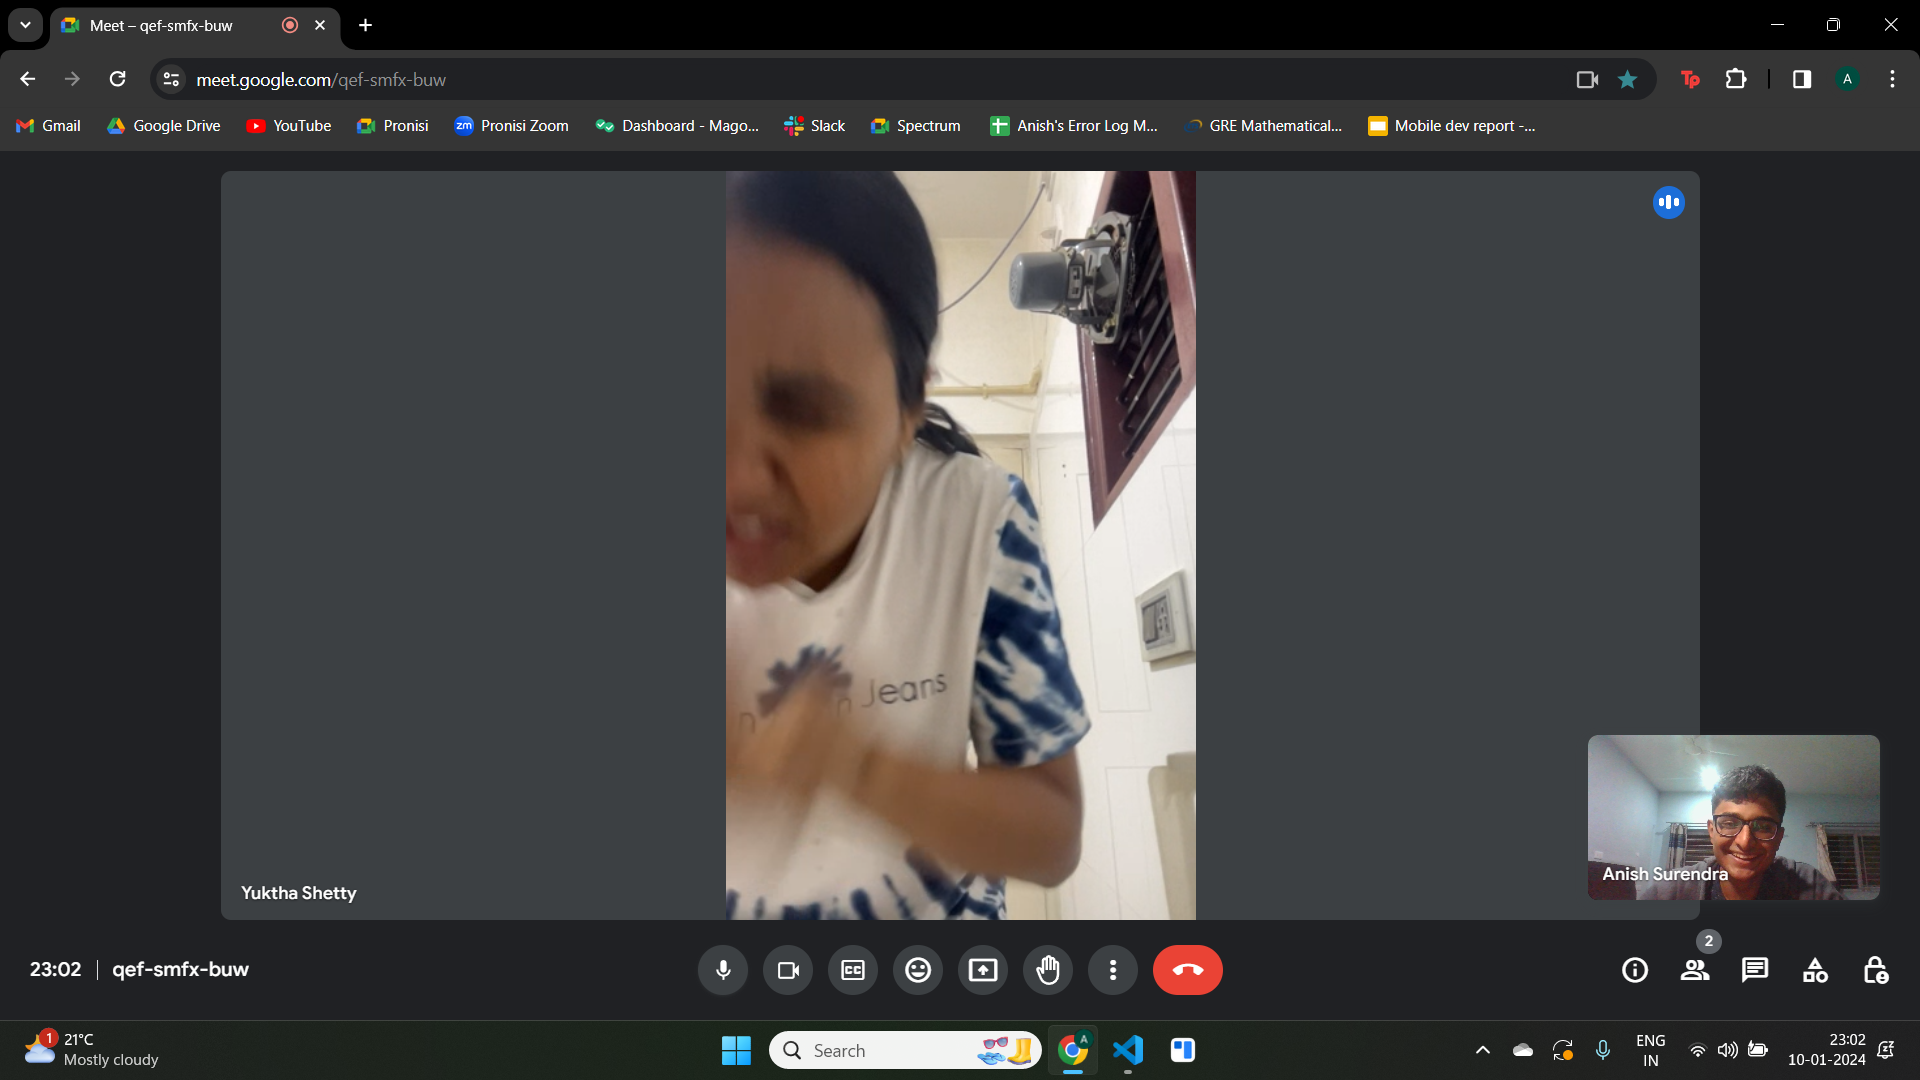 Meet – qef-smfx-buw
meet.google.com/qef-smfx-buw
A
Gmail
Google Drive
YouTube
Pronisi
zm Pronisi Zoom
Dashboard - Mago...
Slack
Spectrum
Anish's Error Log M...
GRE Mathematical...
Mobile dev report -...
Jeans
Yuktha Shetty
Anish Surendra
23:02 | qef-smfx-buw
CC
2
1
21°C
Mostly cloudy
Search
A
ENG
IN
23:02
10-01-2024